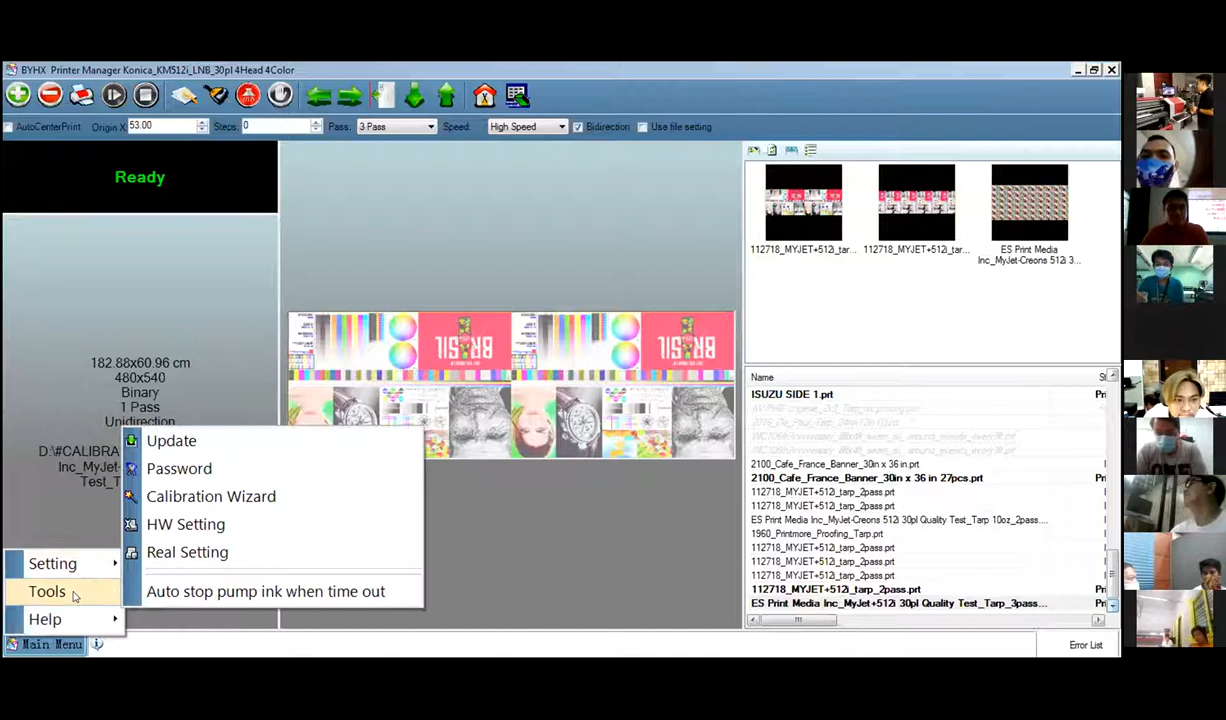 BYHX Printer Manager Konica_KM512i_LNB_30pl 4Head 4Color
AutoCenterPrint Origin X: 53.00 Steps: 0 Pass: 3 Pass Speed: High Speed Bidirection Use file setting
Ready
112718_MYJET+512i_tar...
112718_MYJET+512i_tar...
ES Print Media
Inc_MyJet-Creons 512i 3...
BRSIL
BRSIL
182.88x60.96 cm
480x540
Binary
1 Pass
Unidirection
D:\#CALIBRA
Inc_MyJet-
Test_T
Update
Password
Calibration Wizard
HW Setting
Real Setting
Auto stop pump ink when time out
Setting
Tools
Help
Main Menu
Name
ISUZU SIDE 1.prt
2100_Cafe_France_Banner_30in x 36 in.prt
2100_Cafe_France_Banner_30in x 36 in 27pcs.prt
112718_MYJET+512i_tarp_2pass.prt
112718_MYJET+512i_tarp_2pass.prt
ES Print Media Inc_MyJet-Creons 512i 30pl Quality Test_Tarp 10oz_2pass....
1960_Printmore_Proofing_Tarp.prt
112718_MYJET+512i_tarp_2pass.prt
112718_MYJET+512i_tarp_2pass.prt
112718_MYJET+512i_tarp_2pass.prt
112718_MYJET+512i_tarp_2pass.prt
ES Print Media Inc_MyJet+512i 30pl Quality Test_Tarp_3pass...
Error List